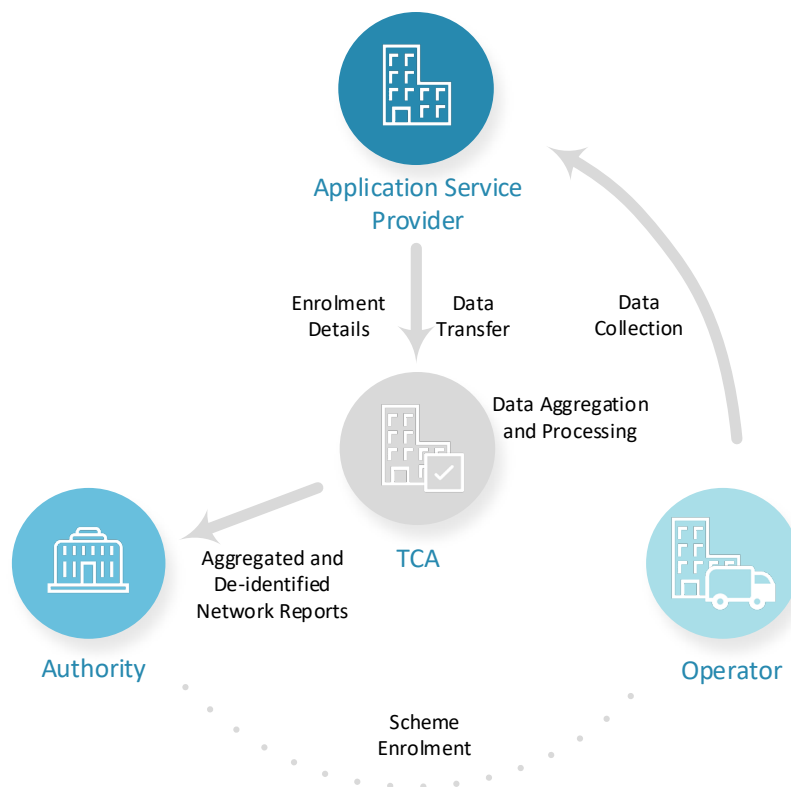 Application Service
Provider
Enrolment
Details
Data
Transfer
Data
Collection
Data Aggregation
and Processing
TCA
Aggregated and
De-identified
Network Reports
Authority
Operator
Scheme
Enrolment